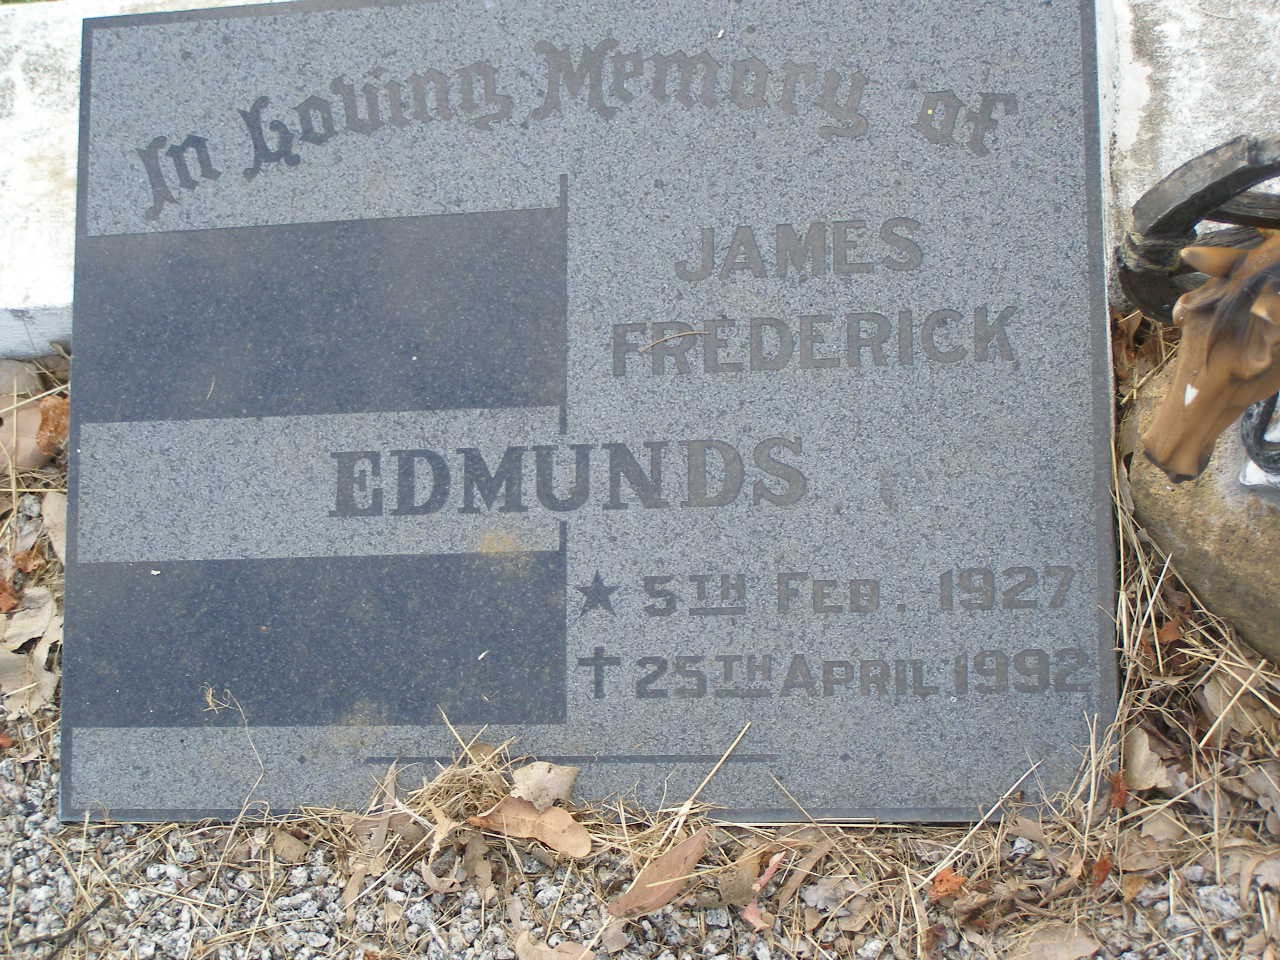 In Loving Memory of
JAMES
FREDERICK
EDMUNDS
★ 5TH FEB. 1927
✝ 25TH APRIL 1992